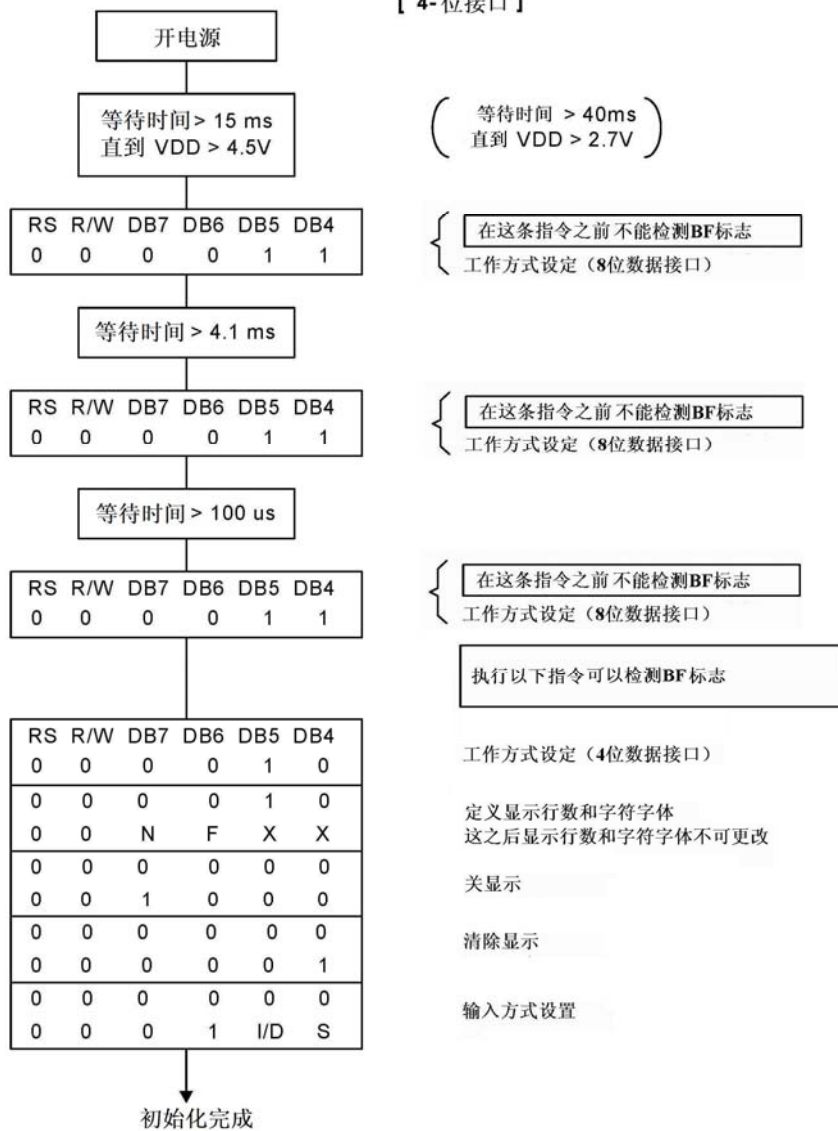 [ 4-位接口 ]
开电源
等待时间> 15 ms
直到 VDD > 4.5V
等待时间 > 40ms
直到 VDD > 2.7V
RS R/W DB7 DB6 DB5 DB4
0 0 0 0 1 1
在这条指令之前不能检测BF标志
工作方式设定（8位数据接口）
等待时间> 4.1 ms
RS R/W DB7 DB6 DB5 DB4
0 0 0 0 1 1
在这条指令之前不能检测BF标志
工作方式设定（8位数据接口）
等待时间> 100 us
RS R/W DB7 DB6 DB5 DB4
0 0 0 0 1 1
在这条指令之前不能检测BF标志
工作方式设定（8位数据接口）
执行以下指令可以检测BF标志
RS R/W DB7 DB6 DB5 DB4
0 0 0 0 1 0
工作方式设定（4位数据接口）
0 0 0 0 1 0
0 0 N F X X
定义显示行数和字符字体
这之后显示行数和字符字体不可更改
0 0 0 0 0 0
0 0 1 0 0 0
关显示
0 0 0 0 0 0
0 0 0 0 0 1
清除显示
0 0 0 0 0 0
0 0 0 1 I/D S
输入方式设置
初始化完成